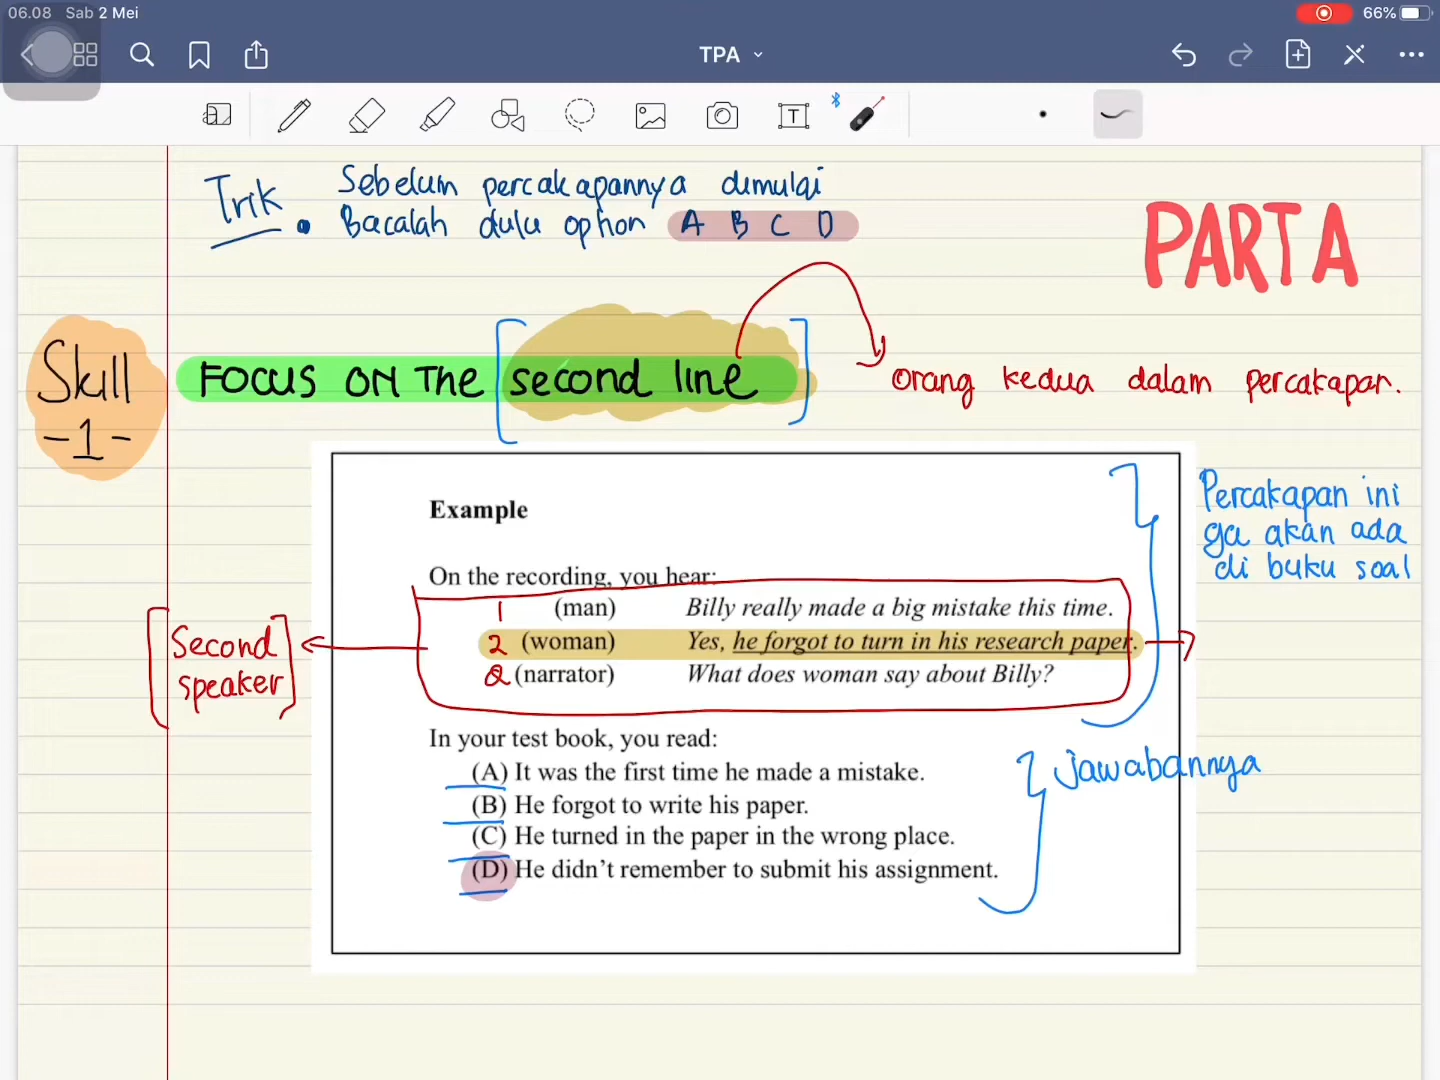 06.08 Sab 2 Mei
66%
TPA
Trik
Sebelum percakapannya dimulai
Bacalah dulu option A B C D
PART A
Skill
-1-
FOCUS ON THE [second line]
orang kedua dalam percakapan.
Example
On the recording, you hear:
1 (man) Billy really made a big mistake this time.
2 (woman) Yes, he forgot to turn in his research paper.
Q (narrator) What does woman say about Billy?
Percakapan ini
ga akan ada
di buku soal
[Second
speaker]
In your test book, you read:
(A) It was the first time he made a mistake.
(B) He forgot to write his paper.
(C) He turned in the paper in the wrong place.
(D) He didn't remember to submit his assignment.
jawabannya